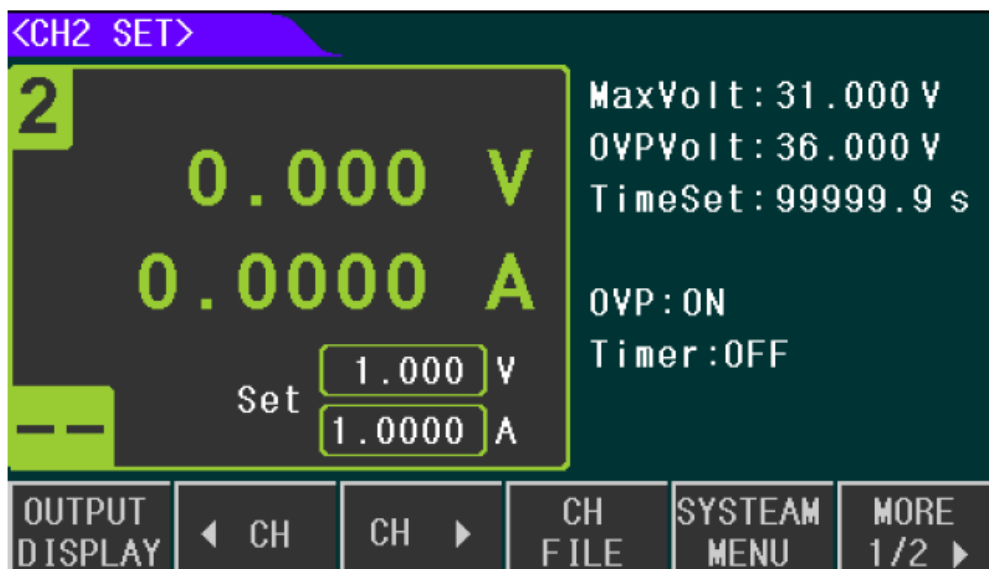 <CH2 SET>
2
0.000 V
0.0000 A
Set 1.000 V
1.0000 A
--
MaxVolt:31.000 V
OVPVolt:36.000 V
TimeSet:99999.9 s
OVP:ON
Timer:OFF
OUTPUT
DISPLAY
◀ CH
CH ▶
CH
FILE
SYSTEAM
MENU
MORE
1/2 ▶